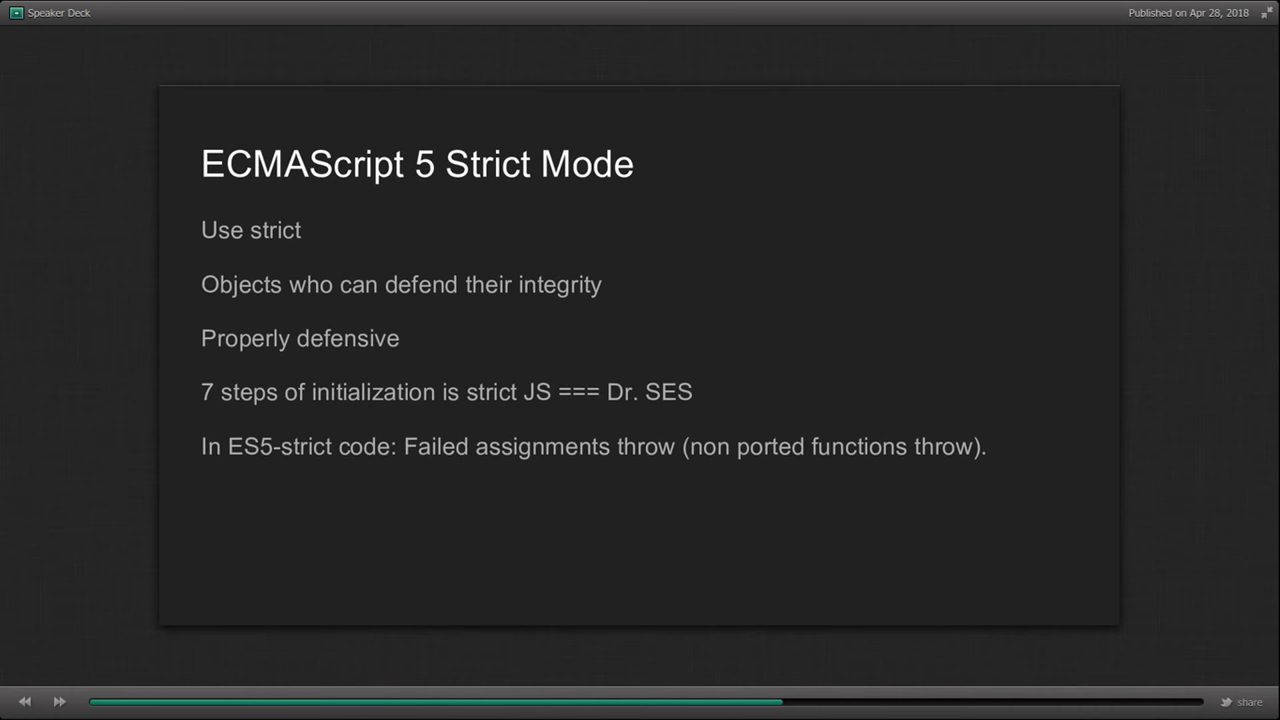 Speaker Deck
Published on Apr 28, 2018
ECMAScript 5 Strict Mode
Use strict
Objects who can defend their integrity
Properly defensive
7 steps of initialization is strict JS === Dr. SES
In ES5-strict code: Failed assignments throw (non ported functions throw).
share